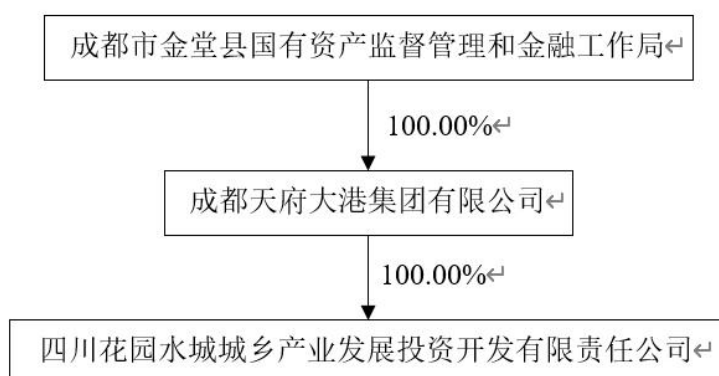 成都市金堂县国有资产监督管理和金融工作局↵
100.00%↵
成都天府大港集团有限公司↵
100.00%↵
四川花园水城城乡产业发展投资开发有限责任公司↵